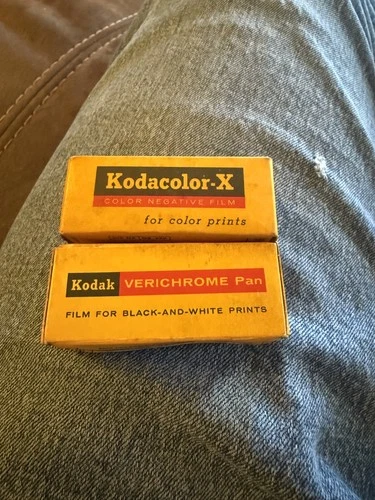 Kodacolor-X
COLOR NEGATIVE FILM
for color prints
Kodak VERICHROME Pan
FILM FOR BLACK-AND-WHITE PRINTS